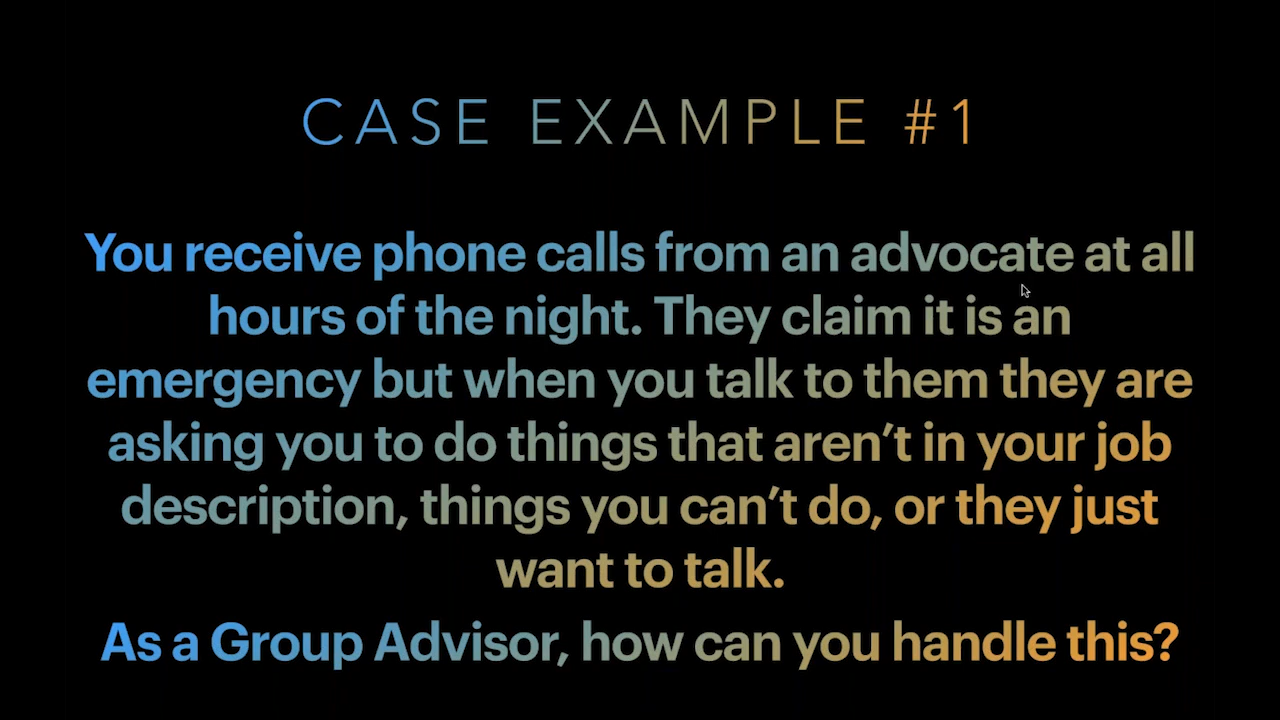 CASE EXAMPLE #1
You receive phone calls from an advocate at all
hours of the night. They claim it is an
emergency but when you talk to them they are
asking you to do things that aren’t in your job
description, things you can’t do, or they just
want to talk.
As a Group Advisor, how can you handle this?